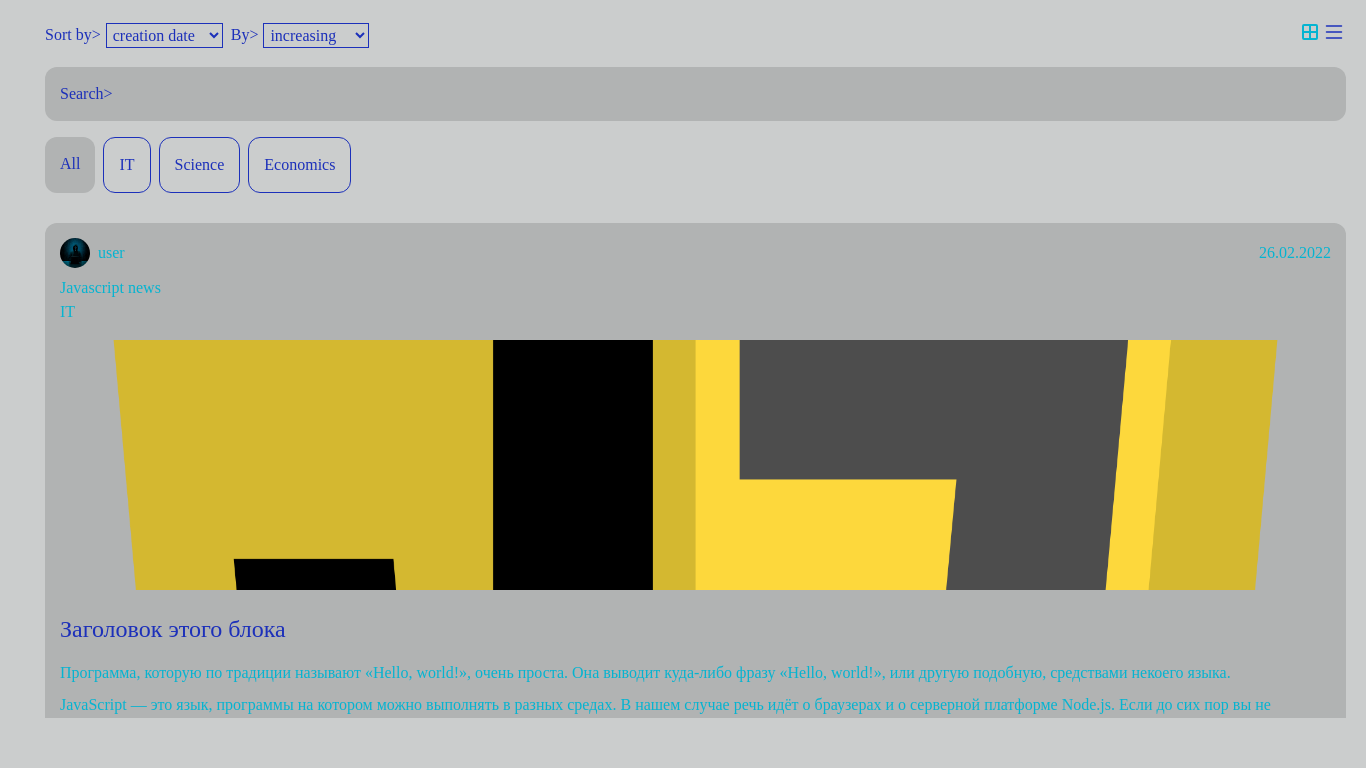 Sort by> creation date By> increasing
Search>
All IT Science Economics
user 26.02.2022
Javascript news
IT
Заголовок этого блока
Программа, которую по традиции называют «Hello, world!», очень проста. Она выводит куда-либо фразу «Hello, world!», или другую подобную, средствами некоего языка.
JavaScript — это язык, программы на котором можно выполнять в разных средах. В нашем случае речь идёт о браузерах и о серверной платформе Node.js. Если до сих пор вы не